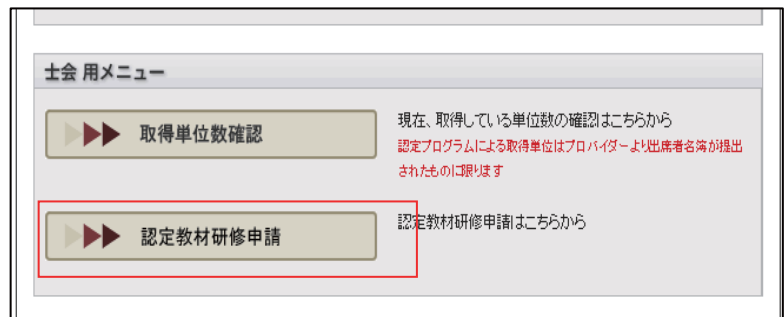 士会 用メニュー
取得単位数確認
現在、取得している単位数の確認はこちらから
認定プログラムによる取得単位はプロバイダーより出席者名簿が提出
されたものに限ります
認定教材研修申請
認定教材研修申請はこちらから